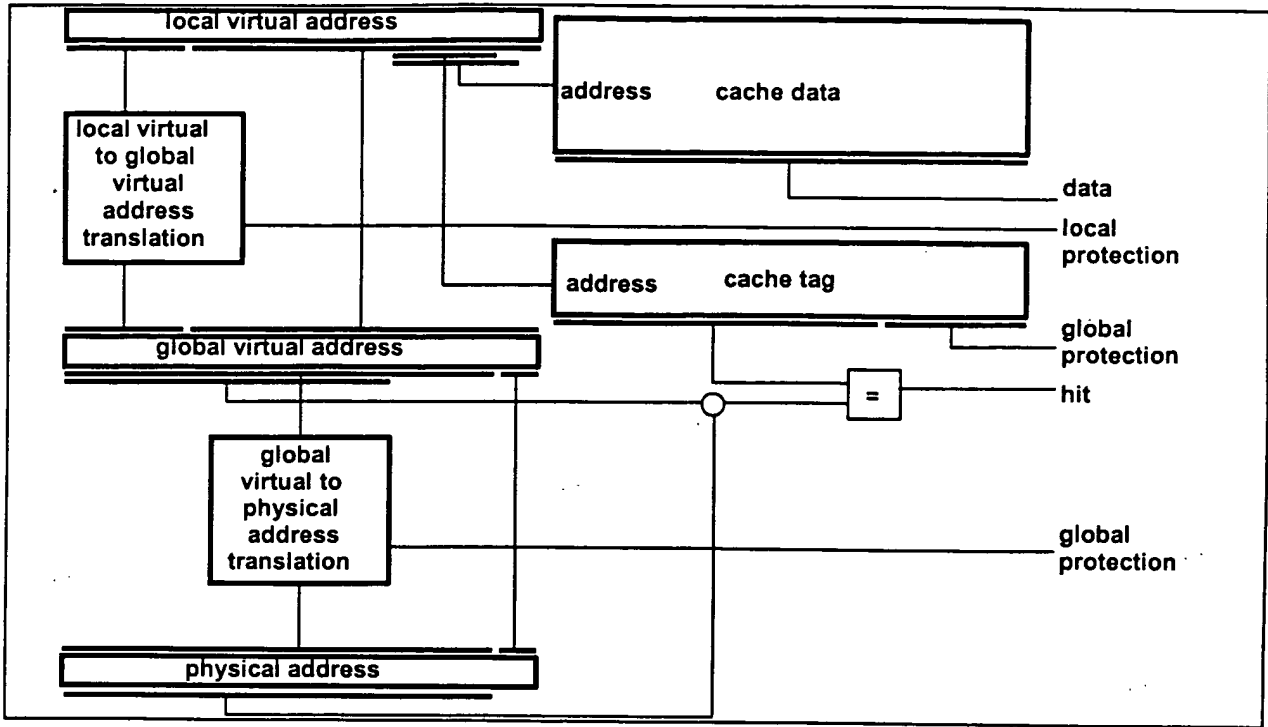 local virtual address
address cache data
local virtual
to global
virtual
address
translation
data
local
protection
address cache tag
global virtual address
global
protection
hit
=
global
virtual to
physical
address
translation
global
protection
physical address